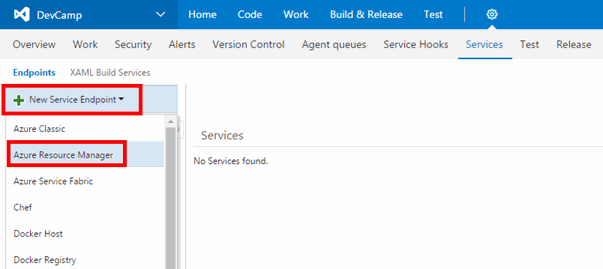 DevCamp Home Code Work Build & Release Test
Overview Work Security Alerts Version Control Agent queues Service Hooks Services Test Release
Endpoints XAML Build Services
New Service Endpoint
Azure Classic
Azure Resource Manager
Azure Service Fabric
Chef
Docker Host
Docker Registry
Services
No Services found.